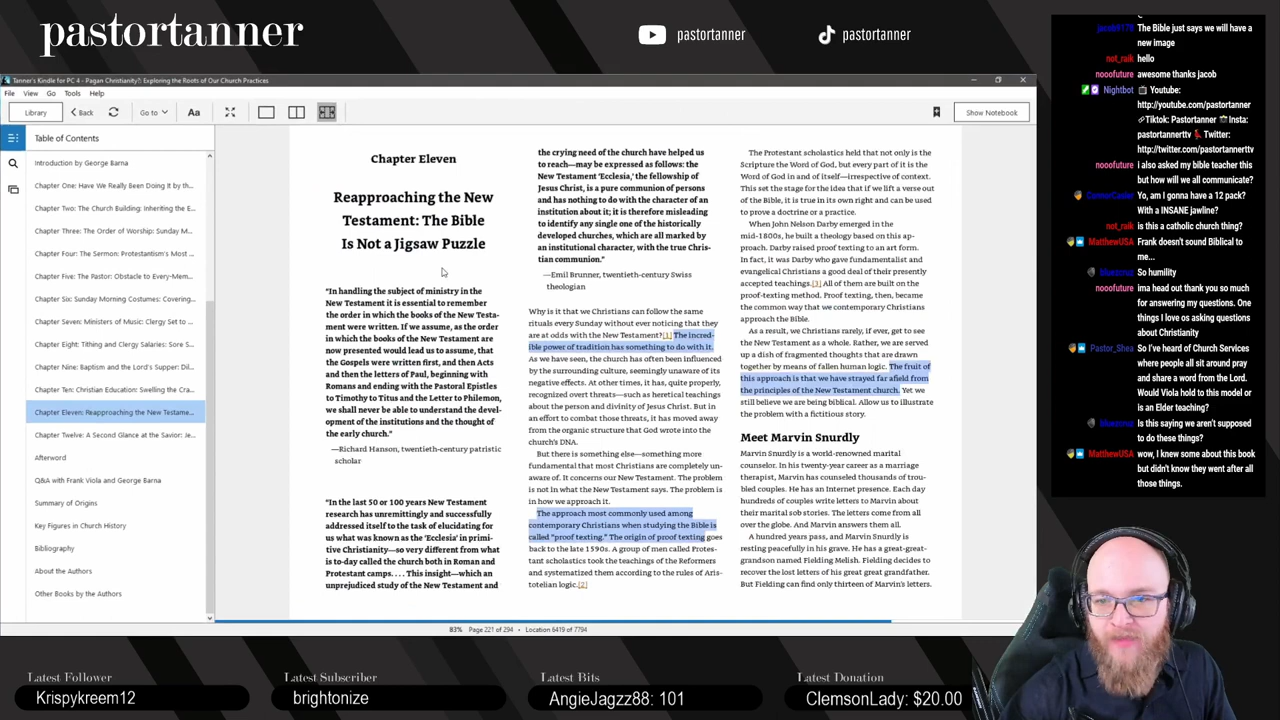 pastortanner
pastortanner
pastortanner
Tanner's Kindle for PC 4 - Pagan Christianity?: Exploring the Roots of Our Church Practices
File View Go Tools Help
Library
Back
Go to
Aa
Show Notebook
Table of Contents
Introduction by George Barna
Chapter One: Have We Really Been Doing It by th...
Chapter Two: The Church Building: Inheriting the E...
Chapter Three: The Order of Worship: Sunday M...
Chapter Four: The Sermon: Protestantism's Most ...
Chapter Five: The Pastor: Obstacle to Every-Mem...
Chapter Six: Sunday Morning Costumes: Covering...
Chapter Seven: Ministers of Music: Clergy Set to ...
Chapter Eight: Tithing and Clergy Salaries: Sore S...
Chapter Nine: Baptism and the Lord's Supper: Dil...
Chapter Ten: Christian Education: Swelling the Cra...
Chapter Eleven: Reapproaching the New Testame...
Chapter Twelve: A Second Glance at the Savior: Je...
Afterword
Q&A with Frank Viola and George Barna
Summary of Origins
Key Figures in Church History
Bibliography
About the Authors
Other Books by the Authors
Chapter Eleven
Reapproaching the New
Testament: The Bible
Is Not a Jigsaw Puzzle
"In handling the subject of ministry in the
New Testament it is essential to remember
the order in which the books of the New Testa-
ment were written. If we assume, as the order
in which the books of the New Testament are
now presented would lead us to assume, that
the Gospels were written first, and then Acts
and then the letters of Paul, beginning with
Romans and ending with the Pastoral Epistles
to Timothy to Titus and the Letter to Philemon,
we shall never be able to understand the devel-
opment of the institutions and the thought of
the early church."
—Richard Hanson, twentieth-century patristic
scholar
"In the last 50 or 100 years New Testament
research has unremittingly and successfully
addressed itself to the task of elucidating for
us what was known as the 'Ecclesia' in primi-
tive Christianity—so very different from what
is to-day called the church both in Roman and
Protestant camps. . . . This insight—which an
unprejudiced study of the New Testament and
the crying need of the church have helped us
to reach—may be expressed as follows: the
New Testament 'Ecclesia,' the fellowship of
Jesus Christ, is a pure communion of persons
and has nothing to do with the character of an
institution about it; it is therefore misleading
to identify any single one of the historically
developed churches, which are all marked by
an institutional character, with the true Chris-
tian communion."
—Emil Brunner, twentieth-century Swiss
theologian
Why is it that we Christians can follow the same
rituals every Sunday without ever noticing that they
are at odds with the New Testament?[1] The incred-
ible power of tradition has something to do with it.
As we have seen, the church has often been influenced
by the surrounding culture, seemingly unaware of its
negative effects. At other times, it has, quite properly,
recognized overt threats—such as heretical teachings
about the person and divinity of Jesus Christ. But in
an effort to combat those threats, it has moved away
from the organic structure that God wrote into the
church's DNA.
But there is something else—something more
fundamental that most Christians are completely un-
aware of. It concerns our New Testament. The problem
is not in what the New Testament says. The problem is
in how we approach it.
The approach most commonly used among
contemporary Christians when studying the Bible is
called "proof texting." The origin of proof texting goes
back to the late 1590s. A group of men called Protes-
tant scholastics took the teachings of the Reformers
and systematized them according to the rules of Aris-
totelian logic.[2]
The Protestant scholastics held that not only is the
Scripture the Word of God, but every part of it is the
Word of God in and of itself—irrespective of context.
This set the stage for the idea that if we lift a verse out
of the Bible, it is true in its own right and can be used
to prove a doctrine or a practice.
When John Nelson Darby emerged in the
mid-1800s, he built a theology based on this ap-
proach. Darby raised proof texting to an art form.
In fact, it was Darby who gave fundamentalist and
evangelical Christians a good deal of their presently
accepted teachings.[3] All of them are built on the
proof-texting method. Proof texting, then, became
the common way that we contemporary Christians
approach the Bible.
As a result, we Christians rarely, if ever, get to see
the New Testament as a whole. Rather, we are served
up a dish of fragmented thoughts that are drawn
together by means of fallen human logic. The fruit of
this approach is that we have strayed far afield from
the principles of the New Testament church. Yet we
still believe we are being biblical. Allow us to illustrate
the problem with a fictitious story.
Meet Marvin Snurdly
Marvin Snurdly is a world-renowned marital
counselor. In his twenty-year career as a marriage
therapist, Marvin has counseled thousands of trou-
bled couples. He has an Internet presence. Each day
hundreds of couples write letters to Marvin about
their marital sob stories. The letters come from all
over the globe. And Marvin answers them all.
A hundred years pass, and Marvin Snurdly is
resting peacefully in his grave. He has a great-great-
grandson named Fielding Melish. Fielding decides to
recover the lost letters of his great great grandfather.
But Fielding can find only thirteen of Marvin's letters.
83% Page 221 of 294 • Location 6419 of 7794
The Bible just says we will have a
new image
not_raik hello
nooofuture awesome thanks jacob
Nightbot Youtube:
http://youtube.com/pastortanner
Tiktok: Pastortanner Insta:
pastortannerttv Twitter:
http://twitter.com/pastortanner
nooofuture i also asked my bible teacher this
but how will we all communicate?
Yo, am I gonna have a 12 pack?
With a INSANE jawline?
not_raik is this a catholic church thing?
MatthewUSA Frank doesn't sound Biblical to
me...
So humility
nooofuture ima head out thank you so much
for answering my questions. One
things I love os asking questions
about Christianity
Pastor_Shea So I've heard of Church Services
where people all sit around pray
and share a word from the Lord.
Would Viola hold to this model or
is an Elder teaching?
Is this saying we aren't supposed
to do these things?
MatthewUSA wow, I knew some about this book
but didn't know they went after all
those things.
Latest Follower
Krispykreem12
Latest Subscriber
brightonize
Latest Bits
AngieJagzz88: 101
Latest Donation
ClemsonLady: $20.00